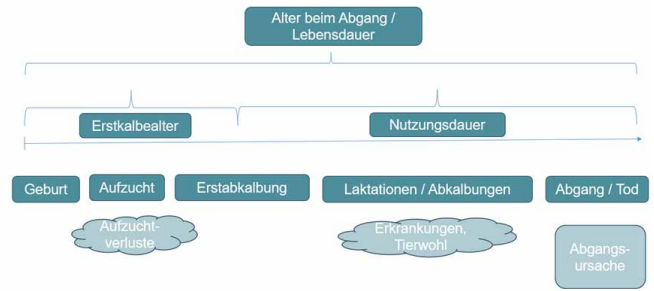 Alter beim Abgang /
Lebensdauer
Erstkalbealter
Nutzungsdauer
Geburt
Aufzucht
Erstabkalbung
Laktationen / Abkalbungen
Abgang / Tod
Aufzucht-
verluste
Erkrankungen,
Tierwohl
Abgangs-
ursache